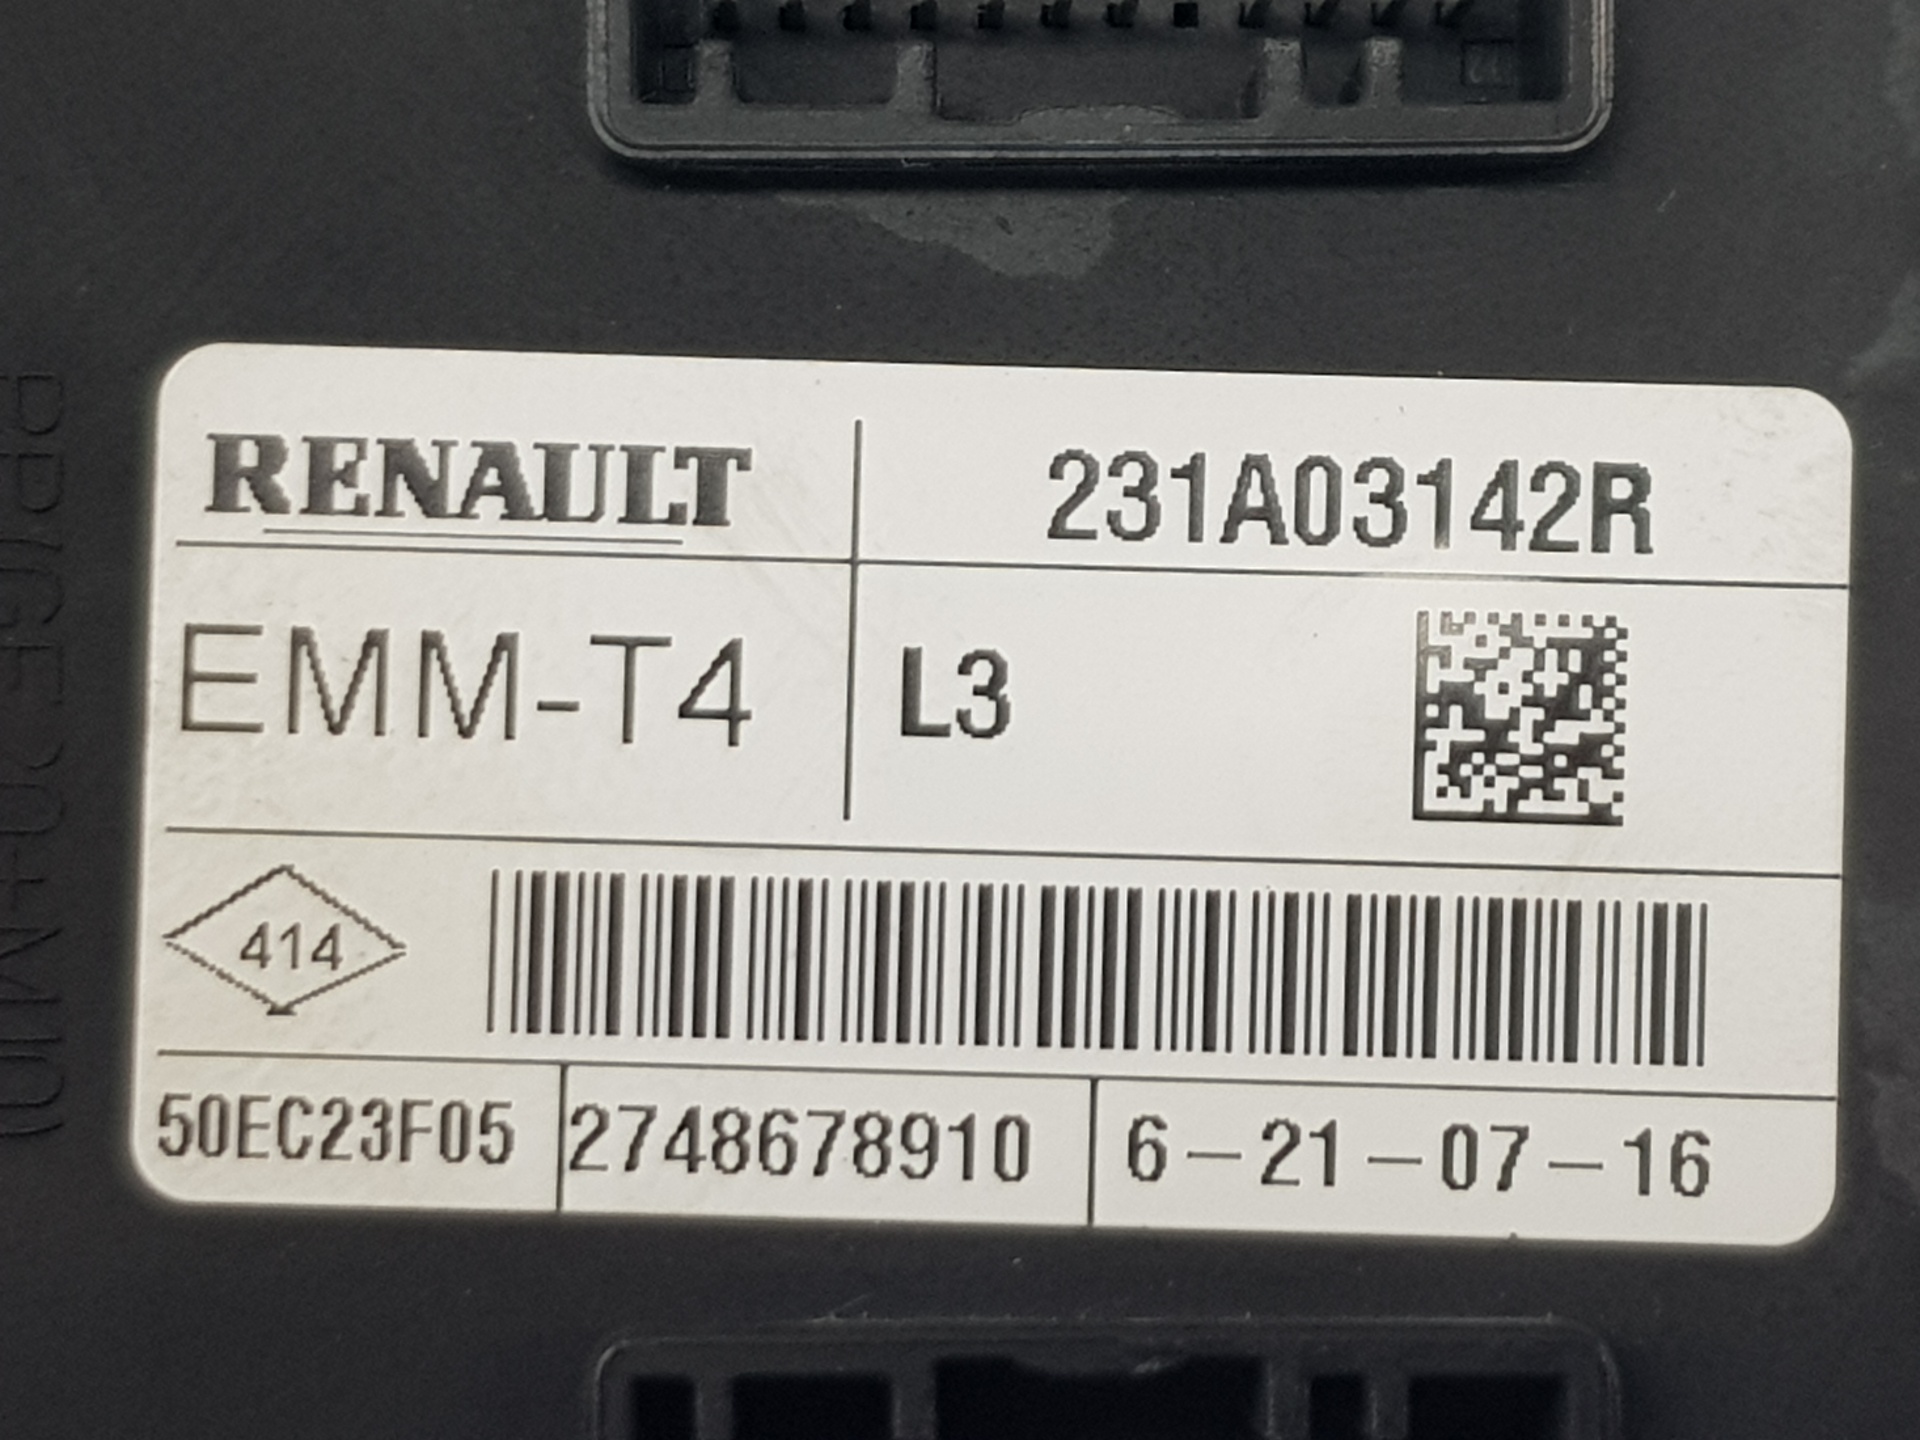 RENAULT 231A03142R
EMM-T4 L3
414
50EC23F05 2748678910 6-21-07-16